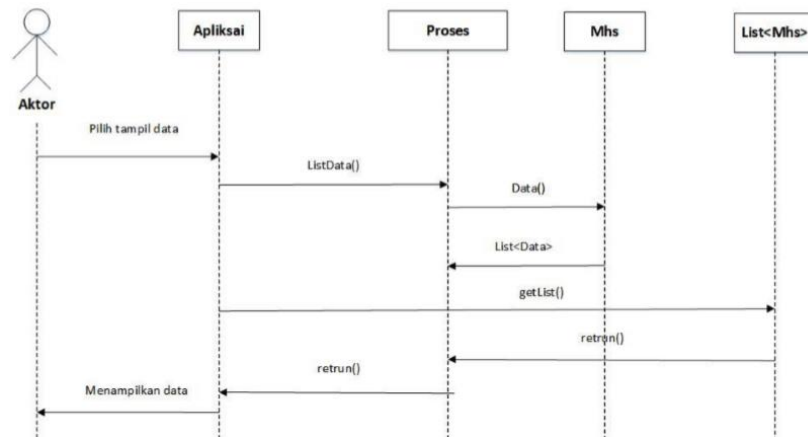 Apliksai
Proses
Mhs
List<Mhs>
Aktor
Pilih tampil data
ListData()
Data()
List<Data>
getList()
retrun()
retrun()
Menampilkan data